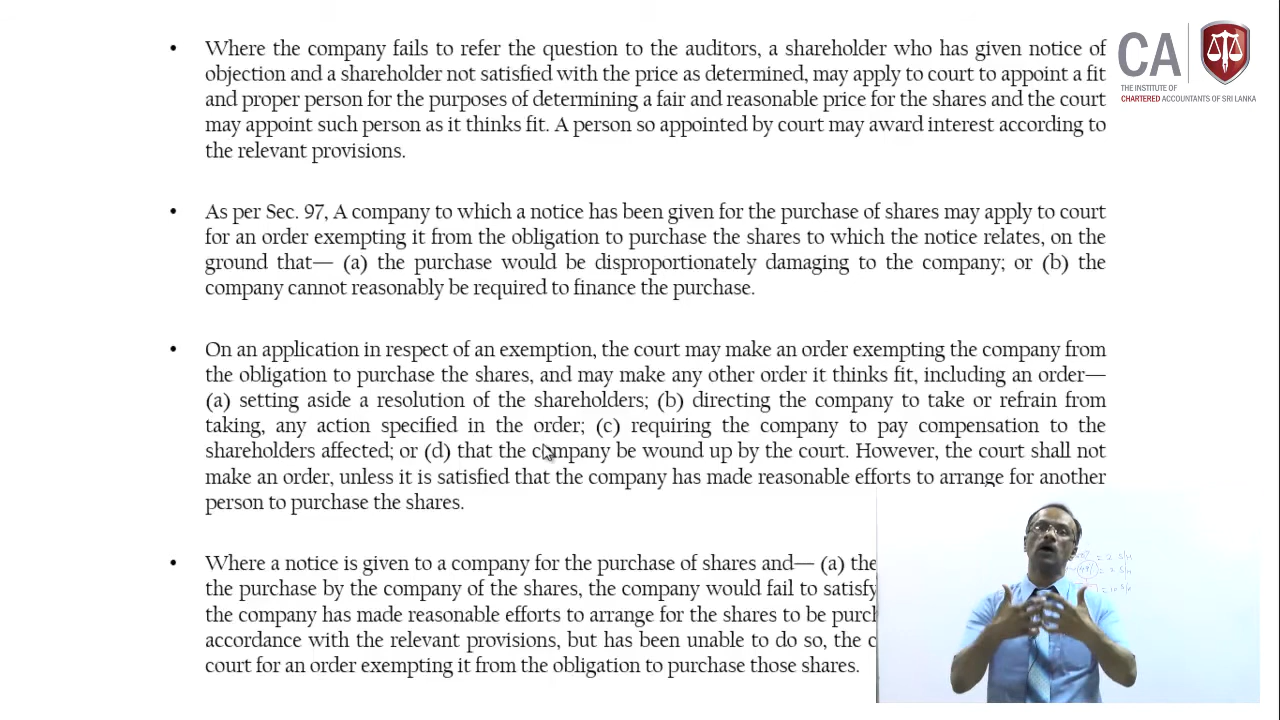 • Where the company fails to refer the question to the auditors, a shareholder who has given notice of
objection and a shareholder not satisfied with the price as determined, may apply to court to appoint a fit
and proper person for the purposes of determining a fair and reasonable price for the shares and the court
may appoint such person as it thinks fit. A person so appointed by court may award interest according to
the relevant provisions.
• As per Sec. 97, A company to which a notice has been given for the purchase of shares may apply to court
for an order exempting it from the obligation to purchase the shares to which the notice relates, on the
ground that— (a) the purchase would be disproportionately damaging to the company; or (b) the
company cannot reasonably be required to finance the purchase.
• On an application in respect of an exemption, the court may make an order exempting the company from
the obligation to purchase the shares, and may make any other order it thinks fit, including an order—
(a) setting aside a resolution of the shareholders; (b) directing the company to take or refrain from
taking, any action specified in the order; (c) requiring the company to pay compensation to the
shareholders affected; or (d) that the company be wound up by the court. However, the court shall not
make an order, unless it is satisfied that the company has made reasonable efforts to arrange for another
person to purchase the shares.
• Where a notice is given to a company for the purchase of shares and— (a) the
the purchase by the company of the shares, the company would fail to satisfy
the company has made reasonable efforts to arrange for the shares to be
accordance with the relevant provisions, but has been unable to do so, the
court for an order exempting it from the obligation to purchase those shares.
CA
THE INSTITUTE OF
CHARTERED ACCOUNTANTS OF SRI LANKA